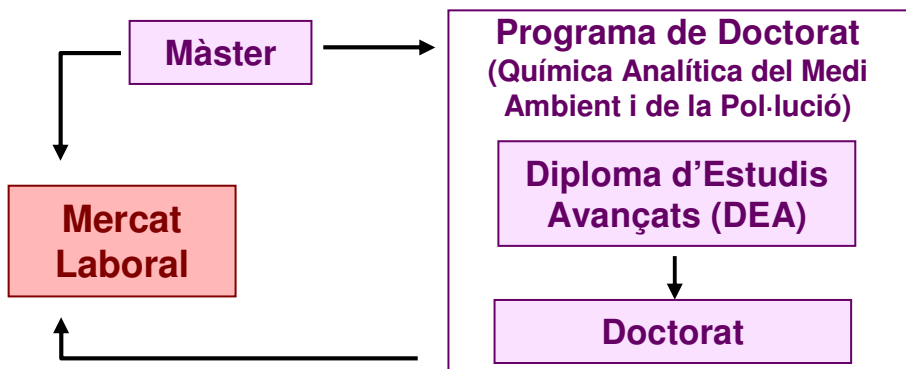 Màster
Programa de Doctorat
(Química Analítica del Medi
Ambient i de la Pol·lució)
Diploma d’Estudis
Avançats (DEA)
Mercat
Laboral
Doctorat